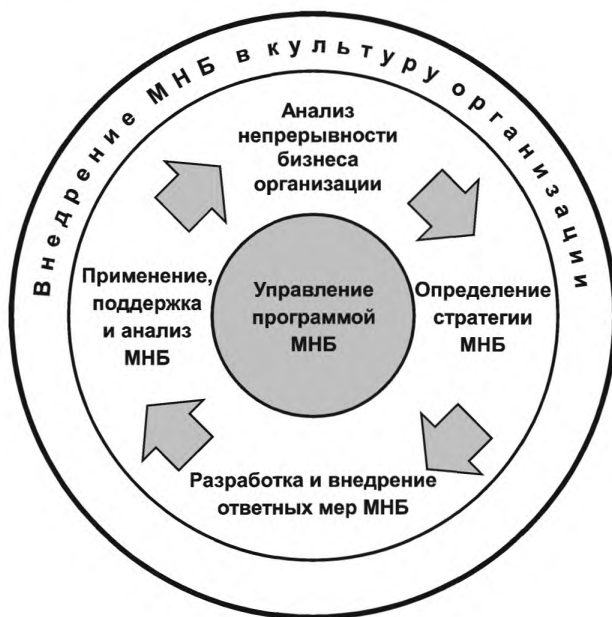 Внедрение МНБ в культуру организации
Анализ
непрерывности
бизнеса
организации
Применение,
поддержка
и анализ
МНБ
Управление
программой
МНБ
Определение
стратегии
МНБ
Разработка и внедрение
ответных мер МНБ